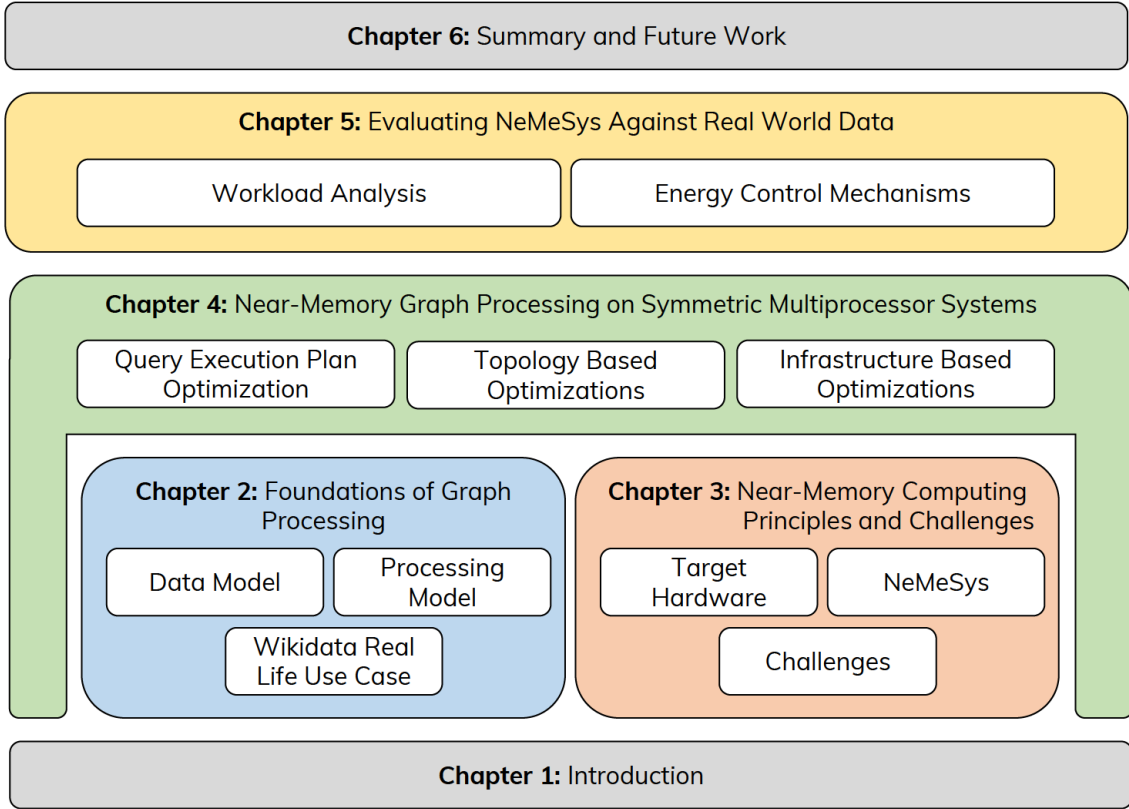 Chapter 6: Summary and Future Work
Chapter 5: Evaluating NeMeSys Against Real World Data
Workload Analysis
Energy Control Mechanisms
Chapter 4: Near-Memory Graph Processing on Symmetric Multiprocessor Systems
Query Execution Plan
Optimization
Topology Based
Optimizations
Infrastructure Based
Optimizations
Chapter 2: Foundations of Graph
Processing
Data Model
Processing
Model
Wikidata Real
Life Use Case
Chapter 3: Near-Memory Computing
Principles and Challenges
Target
Hardware
NeMeSys
Challenges
Chapter 1: Introduction